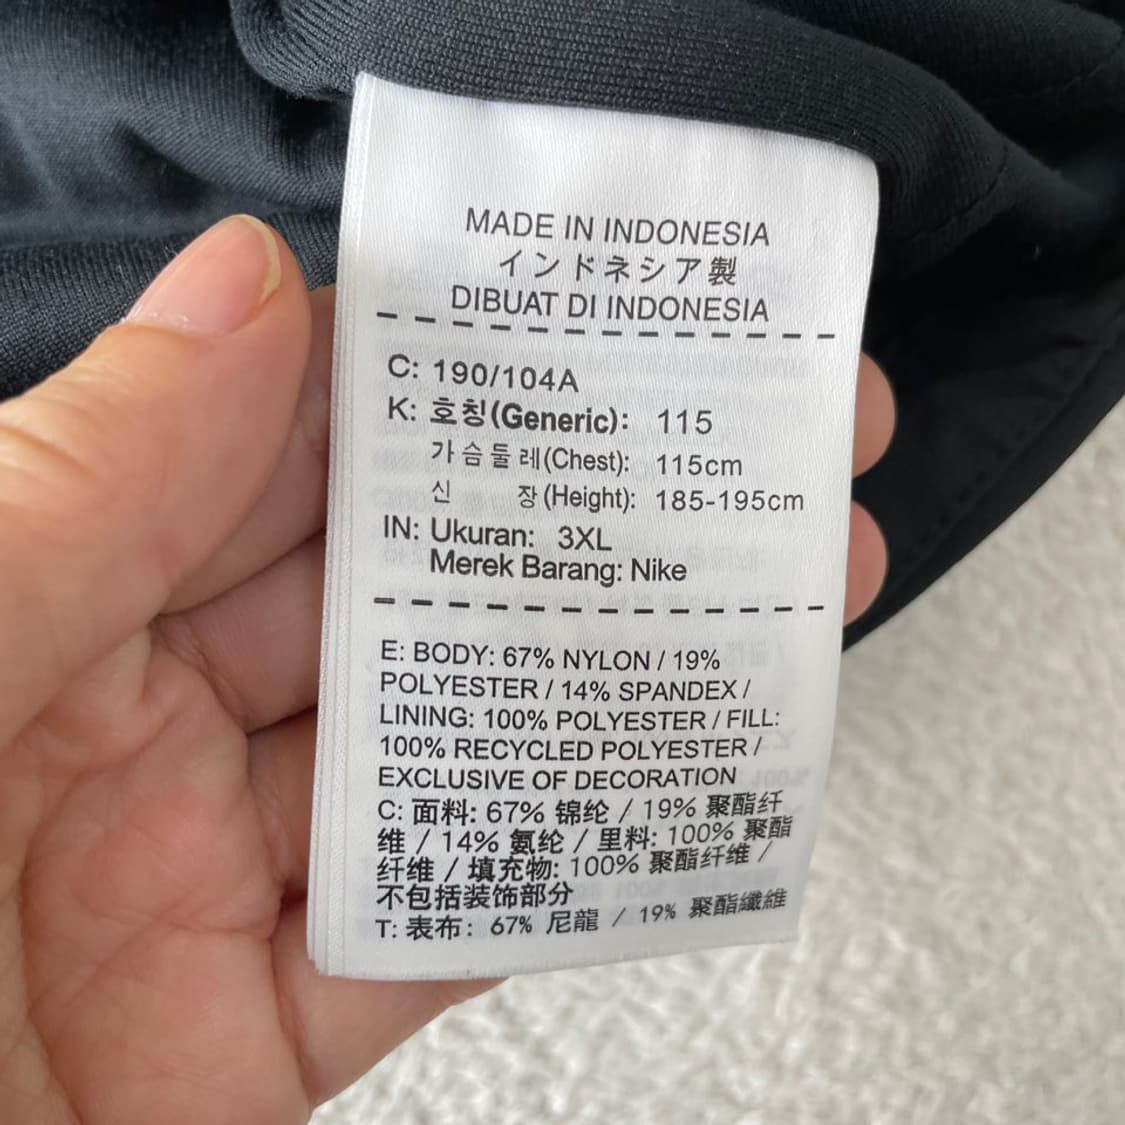 MADE IN INDONESIA
インドネシア製
DIBUAT DI INDONESIA
C: 190/104A
K: 호칭(Generic): 115
가슴둘레(Chest): 115cm
신 장(Height): 185-195cm
IN: Ukuran: 3XL
Merek Barang: Nike
E: BODY: 67% NYLON / 19%
POLYESTER / 14% SPANDEX /
LINING: 100% POLYESTER / FILL:
100% RECYCLED POLYESTER /
EXCLUSIVE OF DECORATION
C: 面料: 67% 锦纶 / 19% 聚酯纤
维 / 14% 氨纶 / 里料: 100% 聚酯
纤维 / 填充物: 100% 聚酯纤维 /
不包括装饰部分
T: 表布: 67% 尼龍 / 19% 聚酯纖維